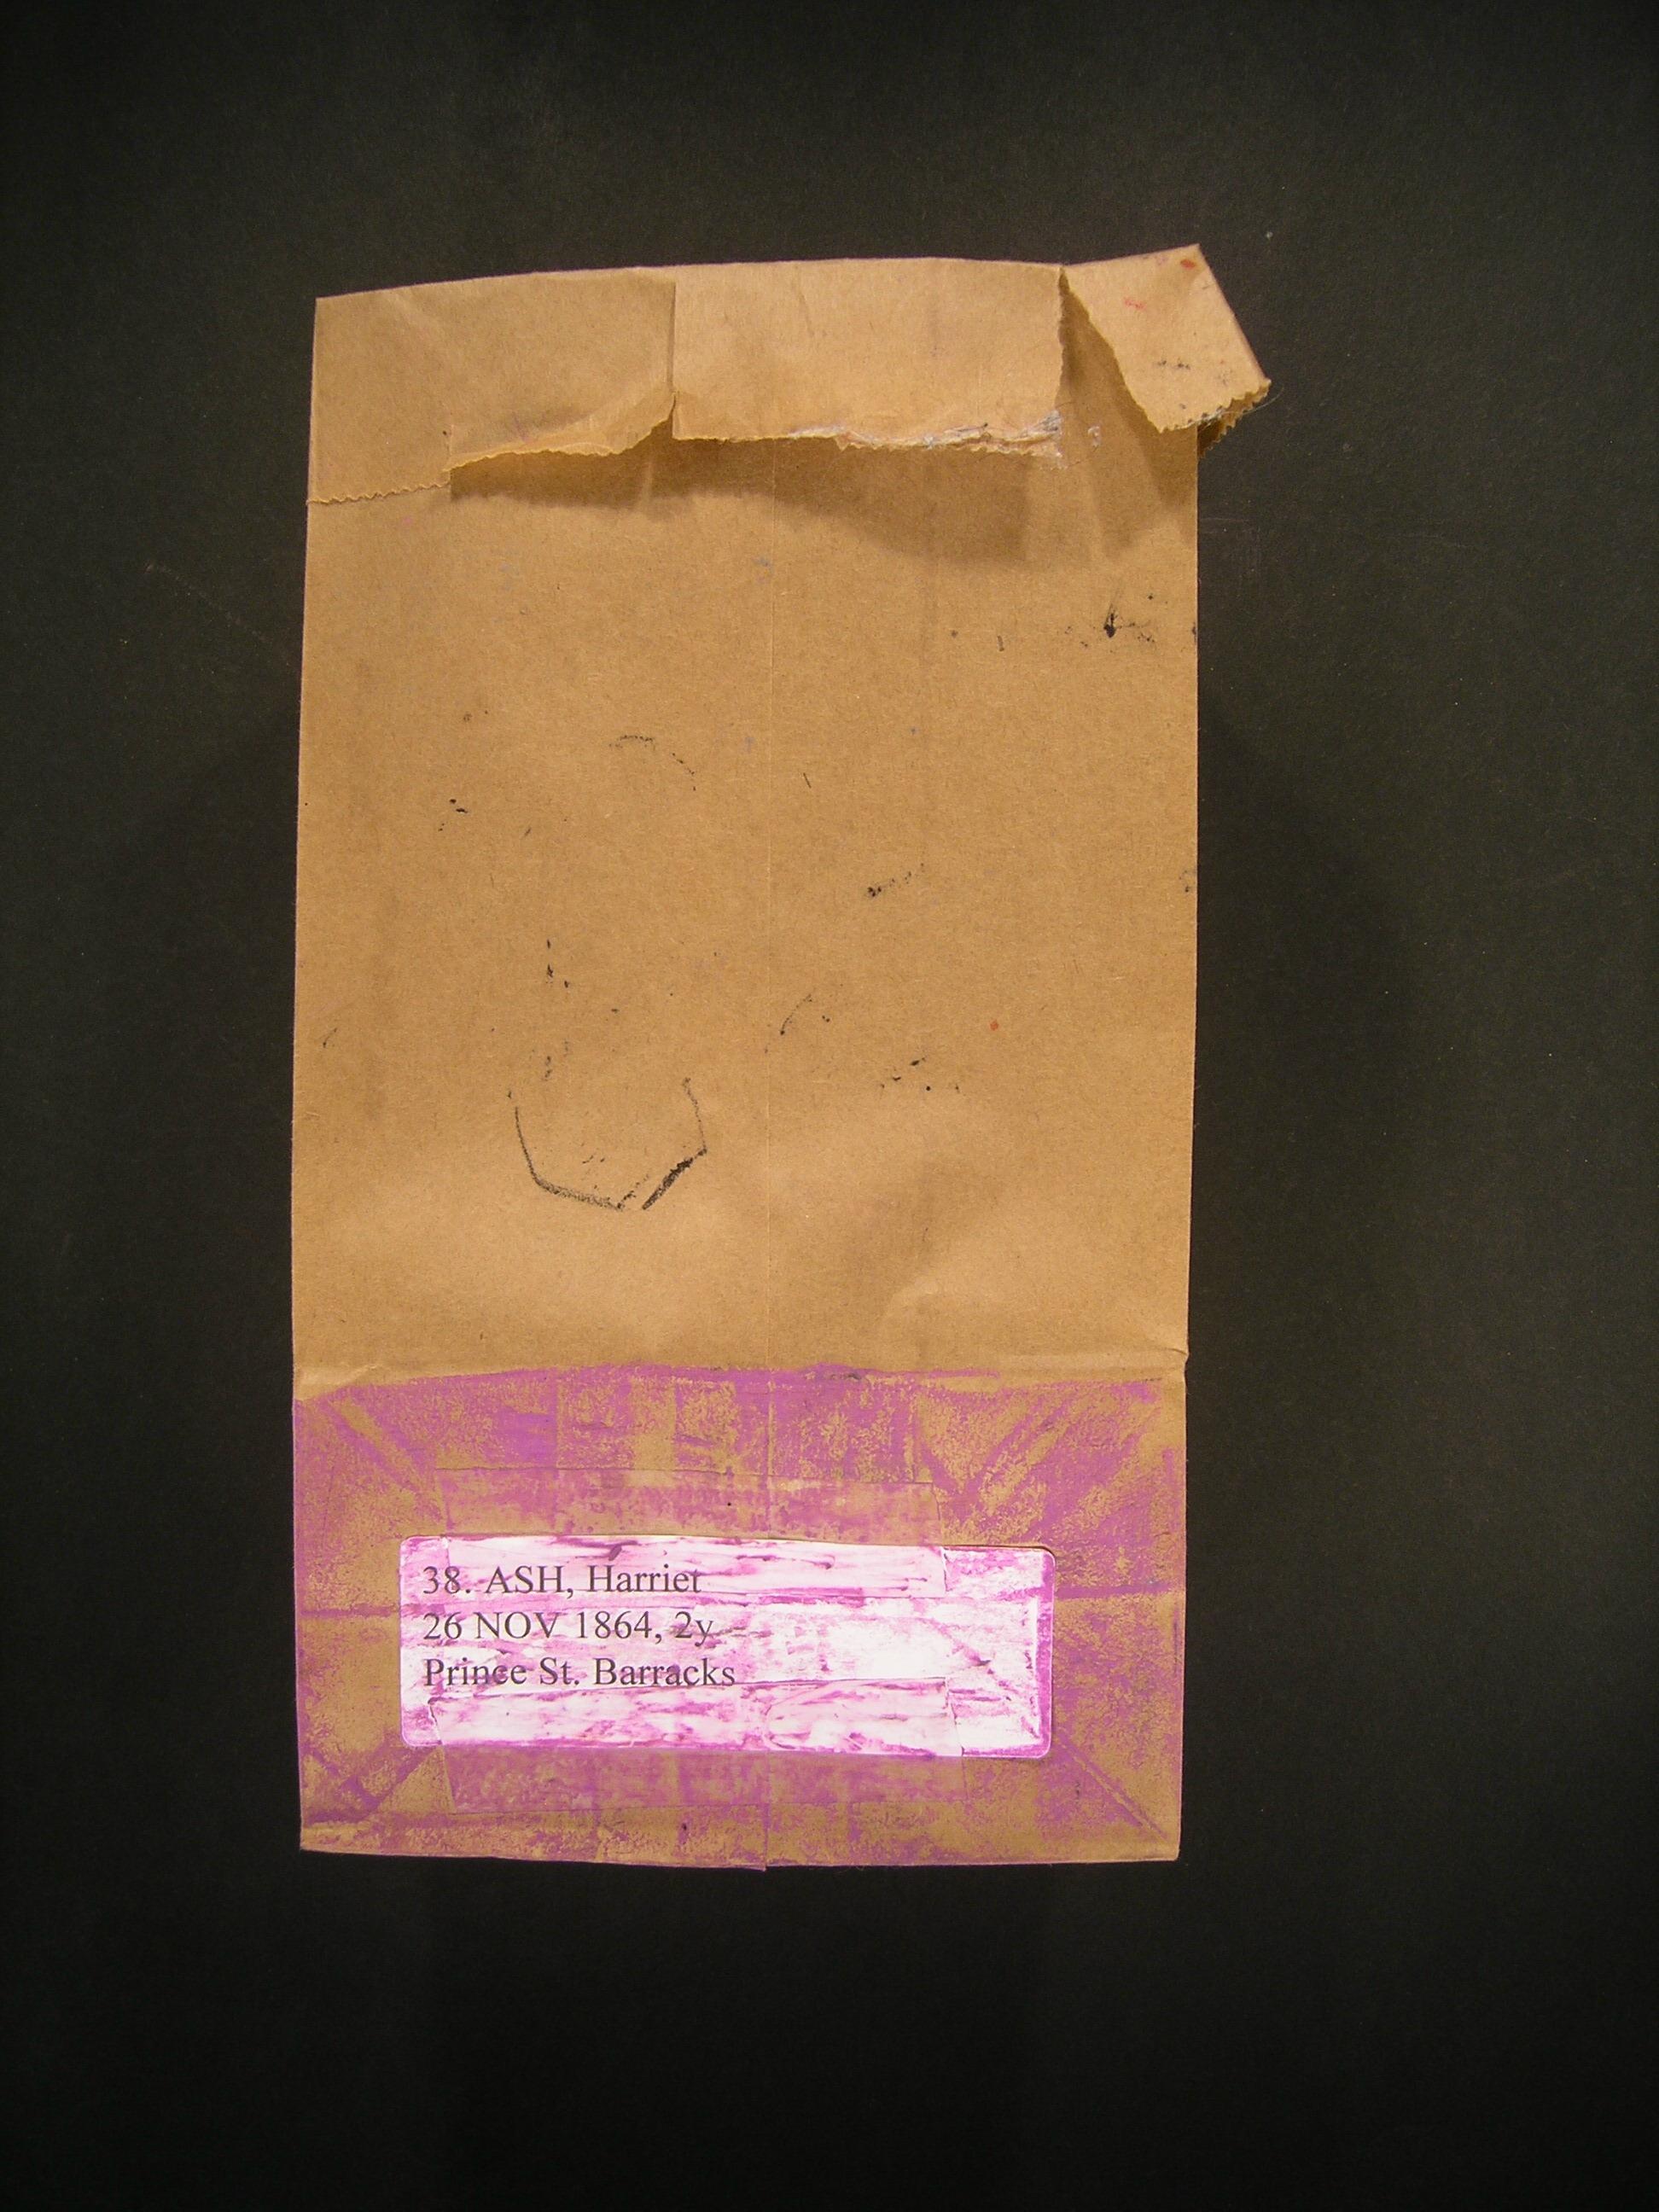 38. ASH, Harriet
26 NOV 1864, 2y
Prince St. Barracks